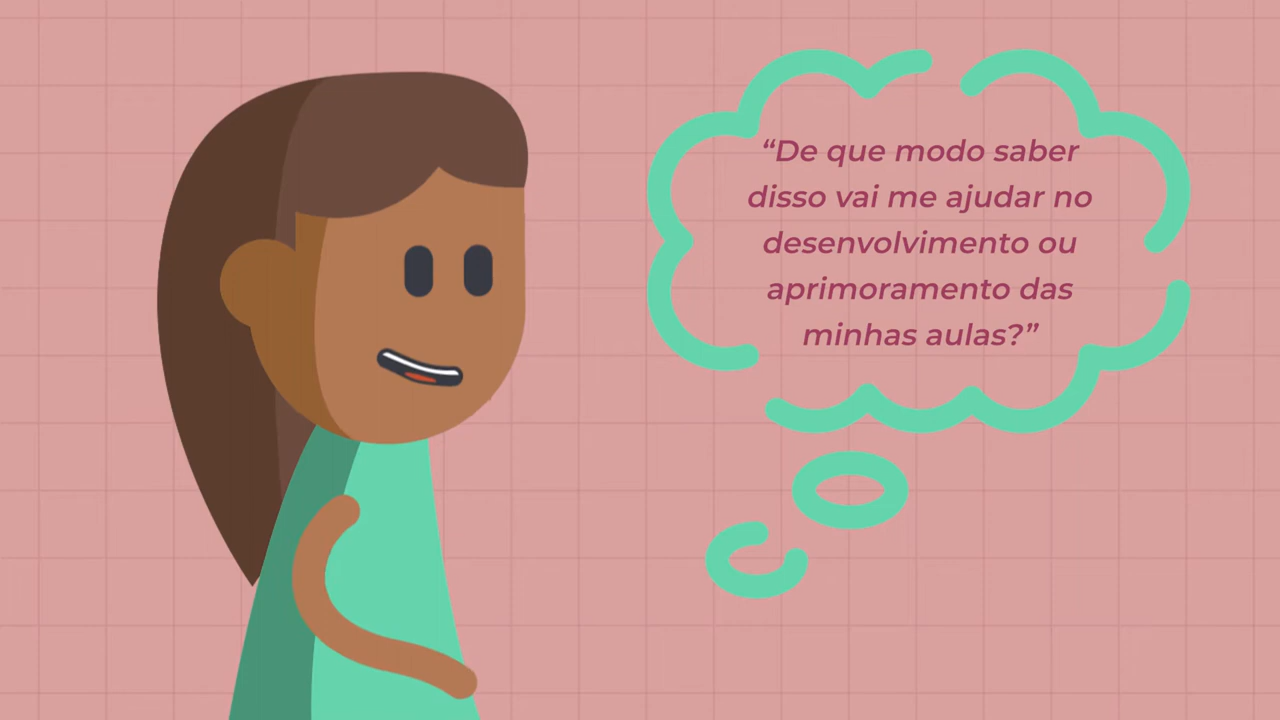 “De que modo saber
disso vai me ajudar no
desenvolvimento ou
aprimoramento das
minhas aulas?”